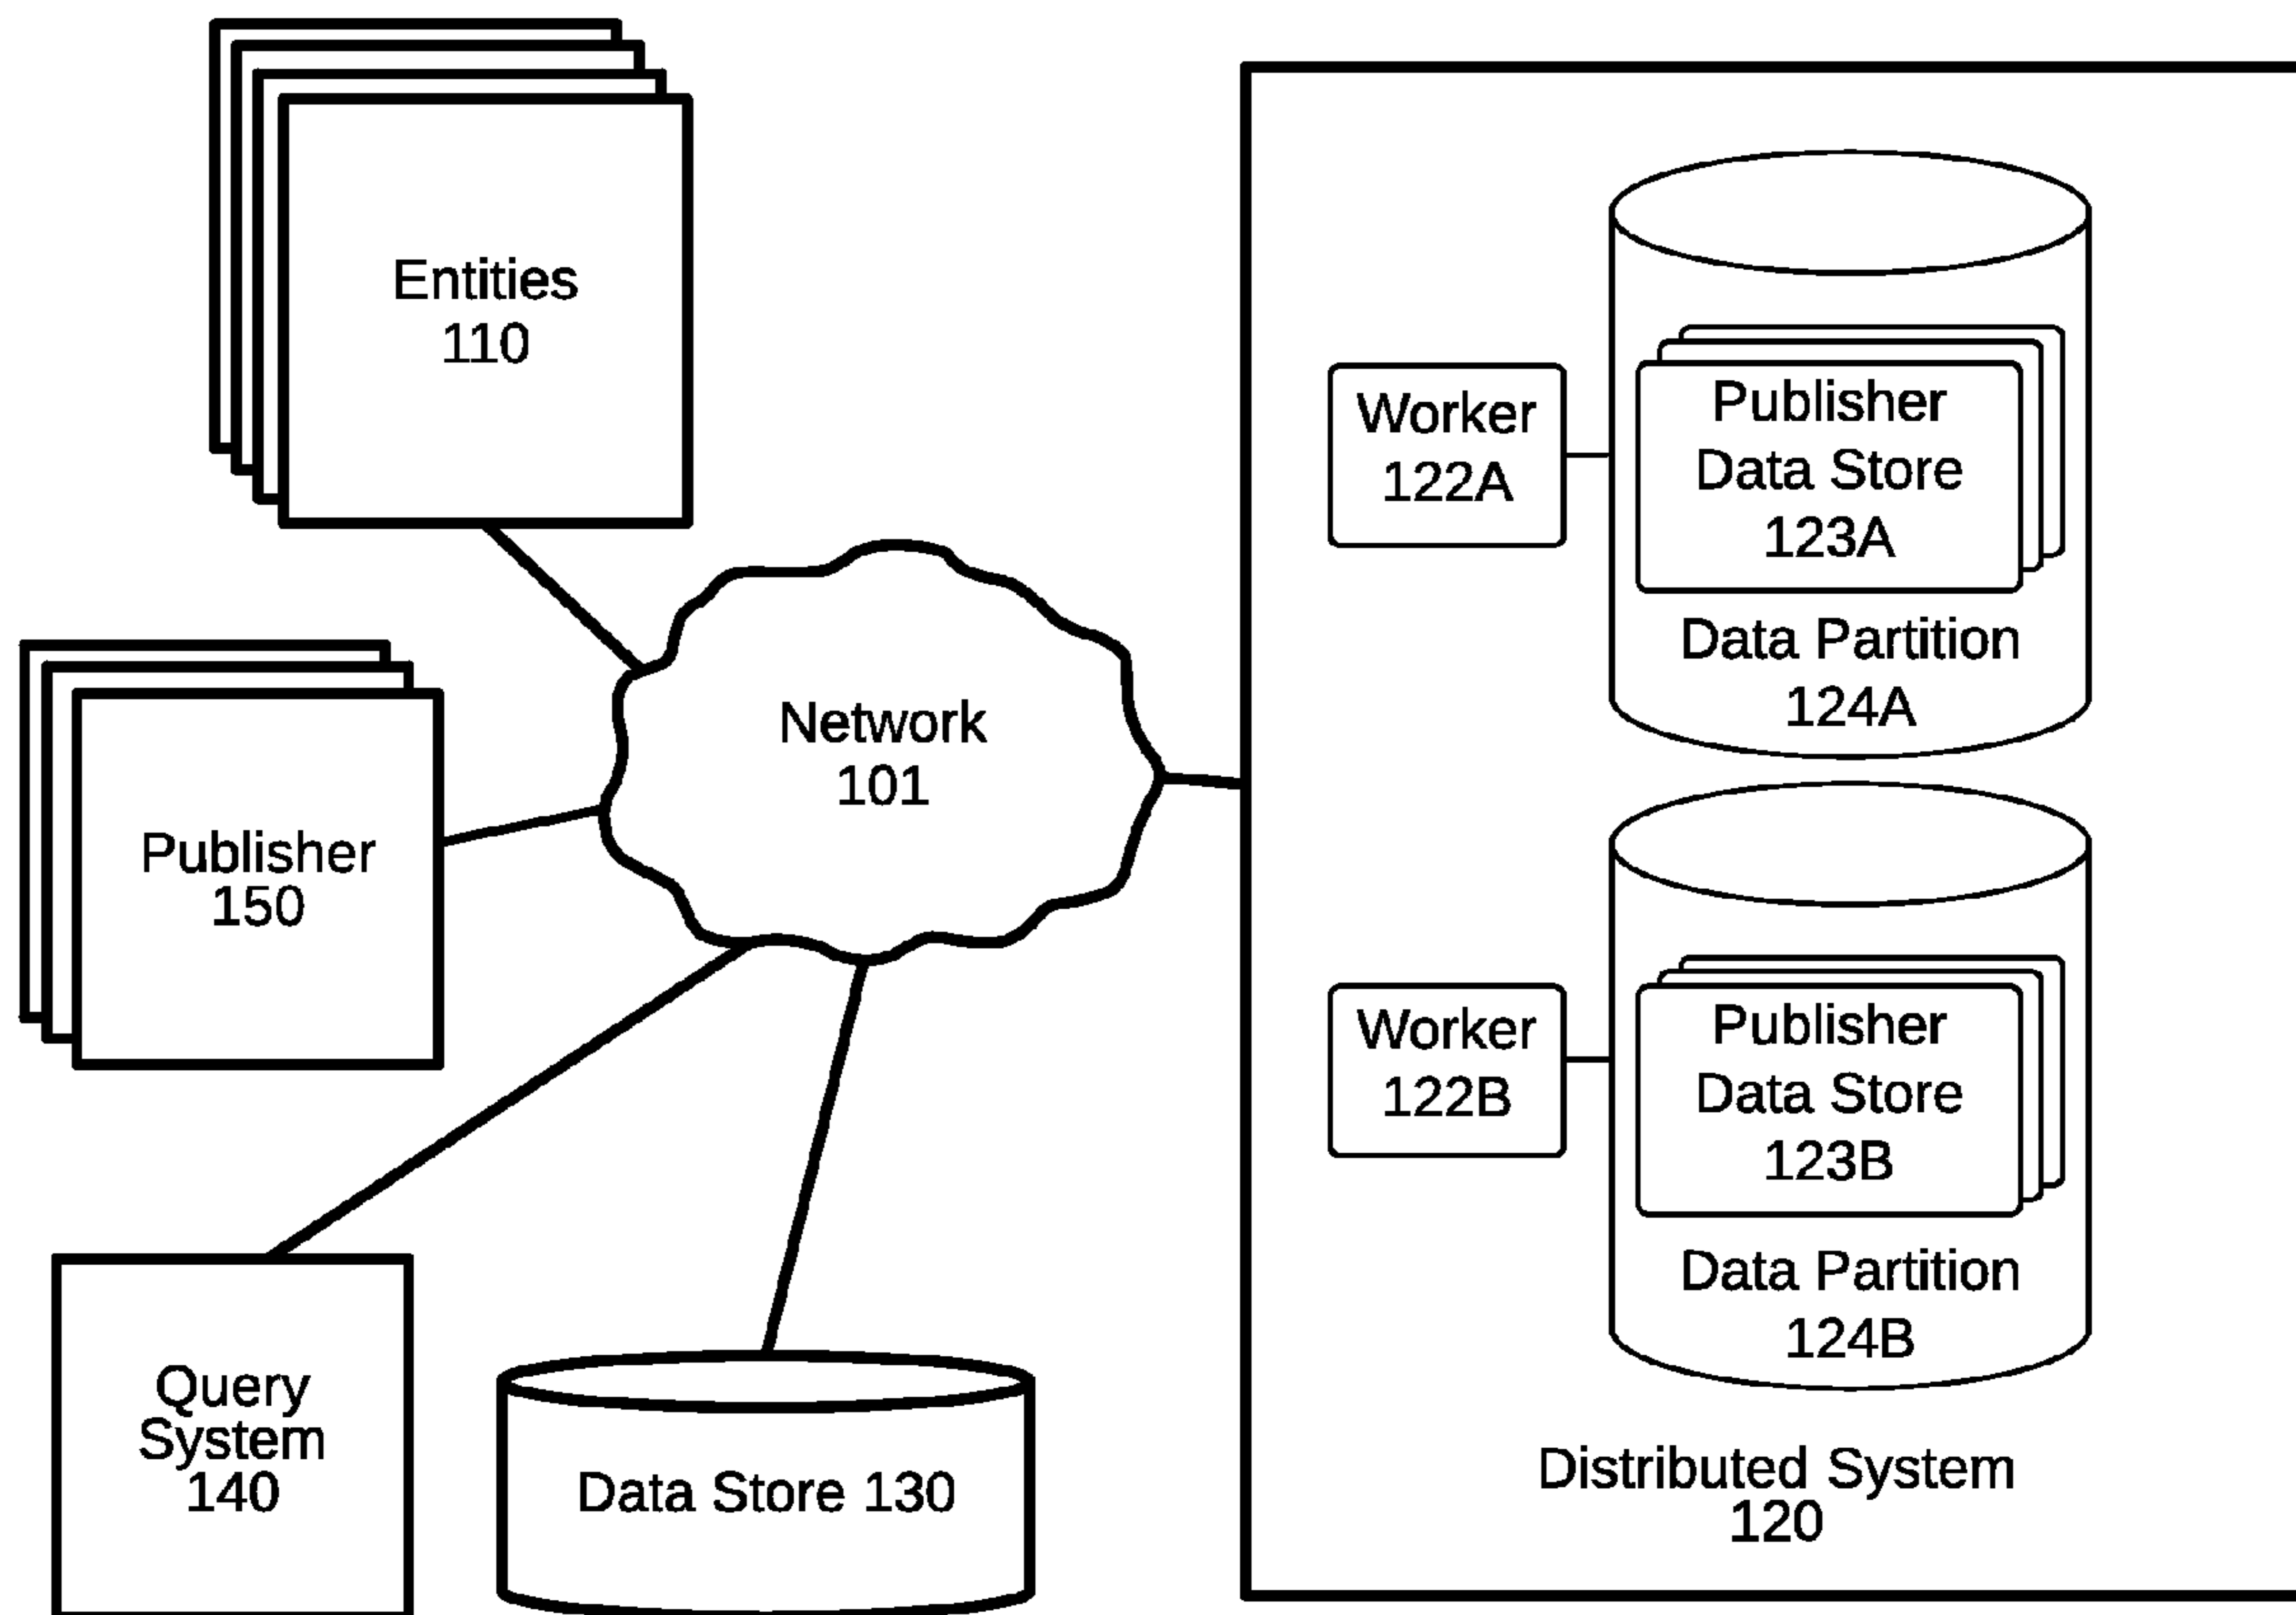 Entities
110
Publisher
150
Network
101
Query
System
140
Data Store 130
Worker
122A
Publisher
Data Store
123A
Data Partition
124A
Worker
122B
Publisher
Data Store
123B
Data Partition
124B
Distributed System
120